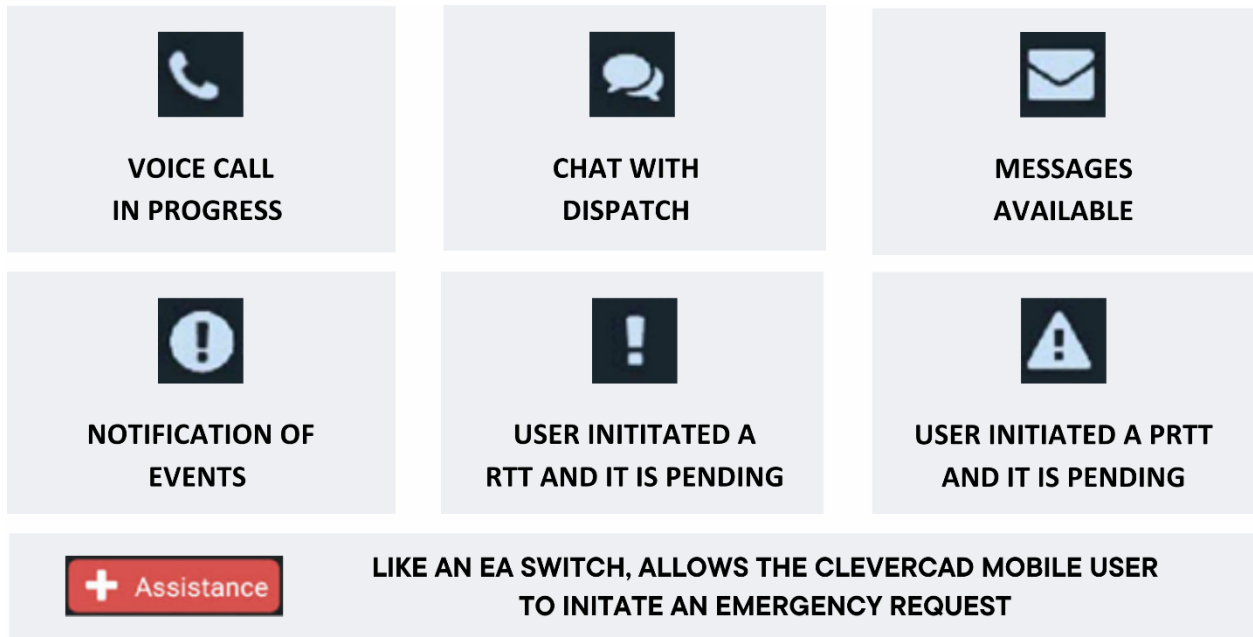 VOICE CALL
IN PROGRESS
CHAT WITH
DISPATCH
MESSAGES
AVAILABLE
NOTIFICATION OF
EVENTS
USER INITITATED A
RTT AND IT IS PENDING
USER INITIATED A PRTT
AND IT IS PENDING
Assistance
LIKE AN EA SWITCH, ALLOWS THE CLEVERCAD MOBILE USER
TO INITATE AN EMERGENCY REQUEST